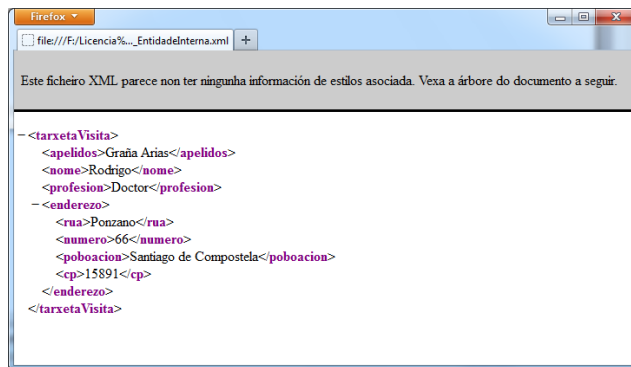 Firefox
file:///F:/Licencia%..._EntidadeInterna.xml
Este ficheiro XML parece non ter ningunha información de estilos asociada. Vexa a árbore do documento a seguir.
−<tarxetaVisita>
<apelidos>Graña Arias</apelidos>
<nome>Rodrigo</nome>
<profesion>Doctor</profesion>
−<enderezo>
<rua>Ponzano</rua>
<numero>66</numero>
<poboacion>Santiago de Compostela</poboacion>
<cp>15891</cp>
</enderezo>
</tarxetaVisita>